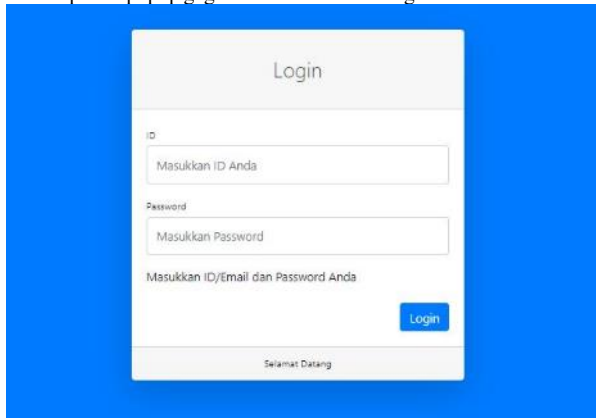 Login
ID
Masukkan ID Anda
Password
Masukkan Password
Masukkan ID/Email dan Password Anda
Login
Selamat Datang